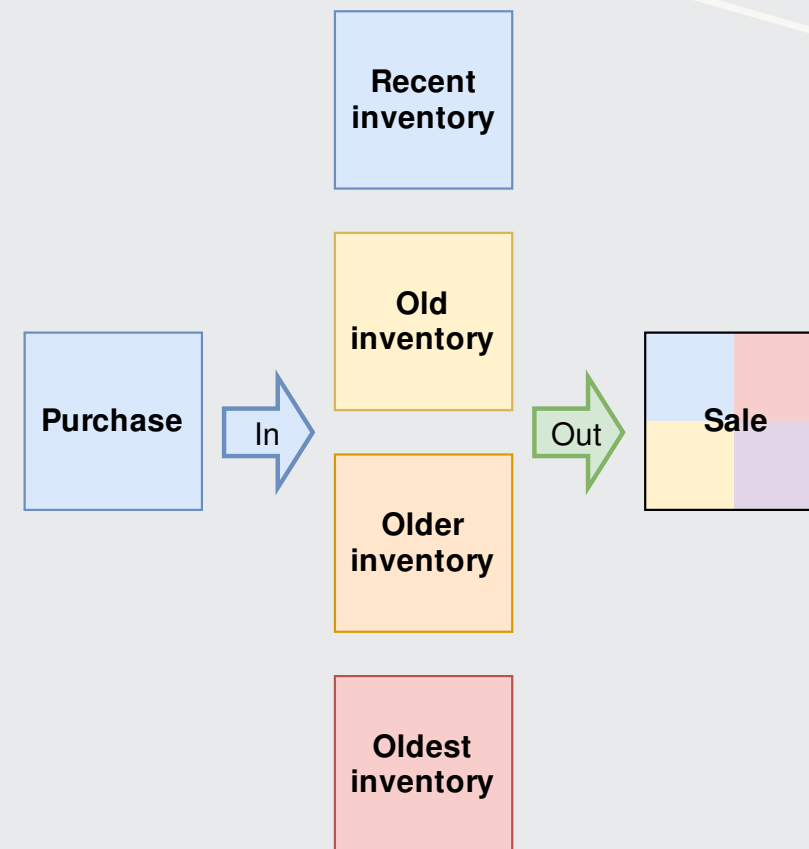 Recent
inventory
Old
inventory
Purchase
In
Out
Sale
Older
inventory
Oldest
inventory